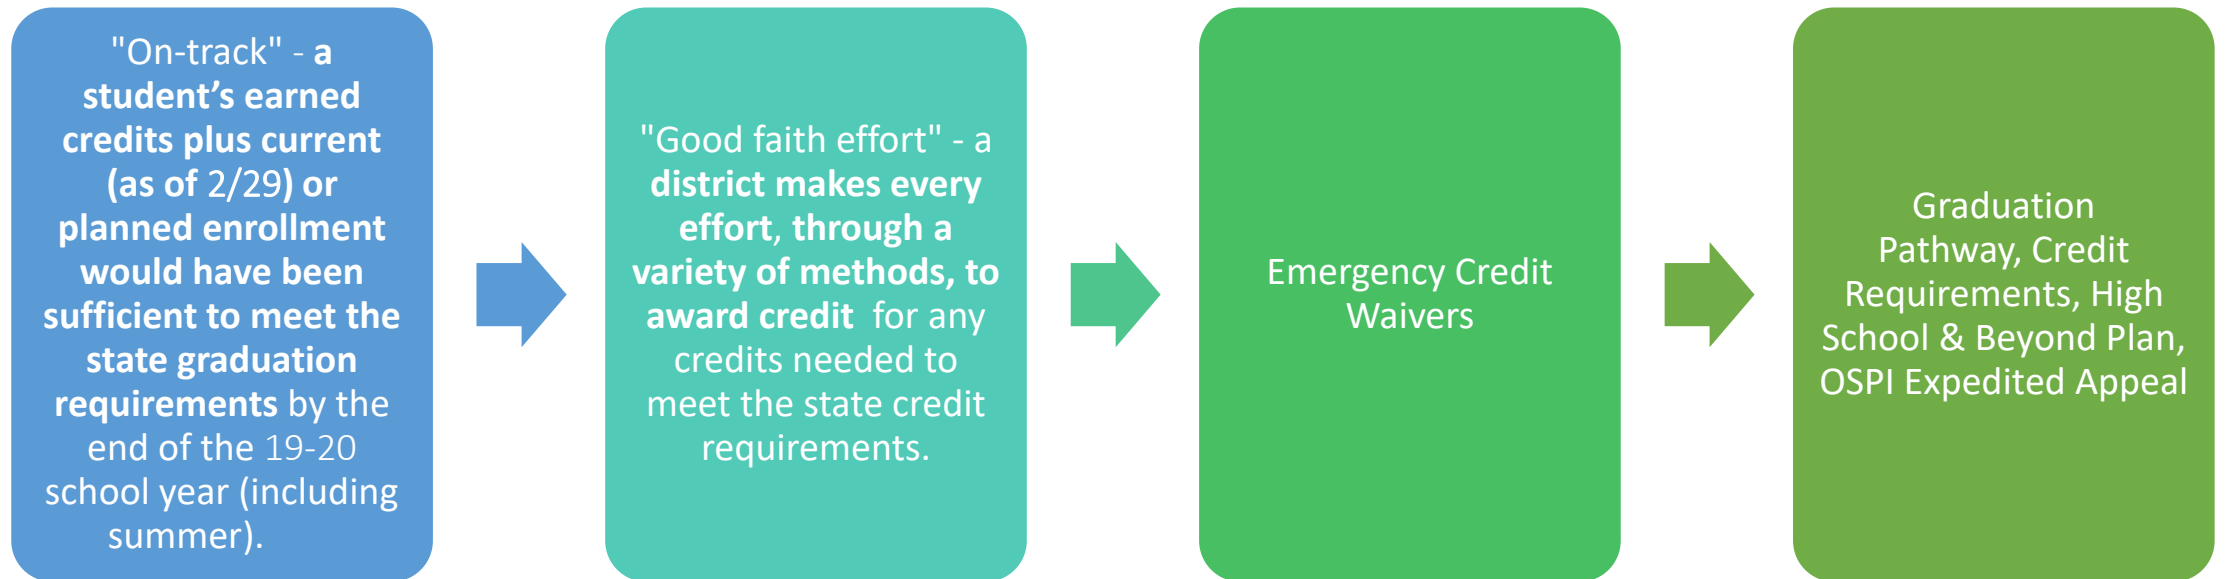 "On-track" - a
student’s earned
credits plus current
(as of 2/29) or
planned enrollment
would have been
sufficient to meet the
state graduation
requirements by the
end of the 19-20
school year (including
summer).
"Good faith effort" - a
district makes every
effort, through a
variety of methods, to
award credit  for any
credits needed to
meet the state credit
requirements.
Emergency Credit
Waivers
Graduation
Pathway, Credit
Requirements, High
School & Beyond Plan,
OSPI Expedited Appeal